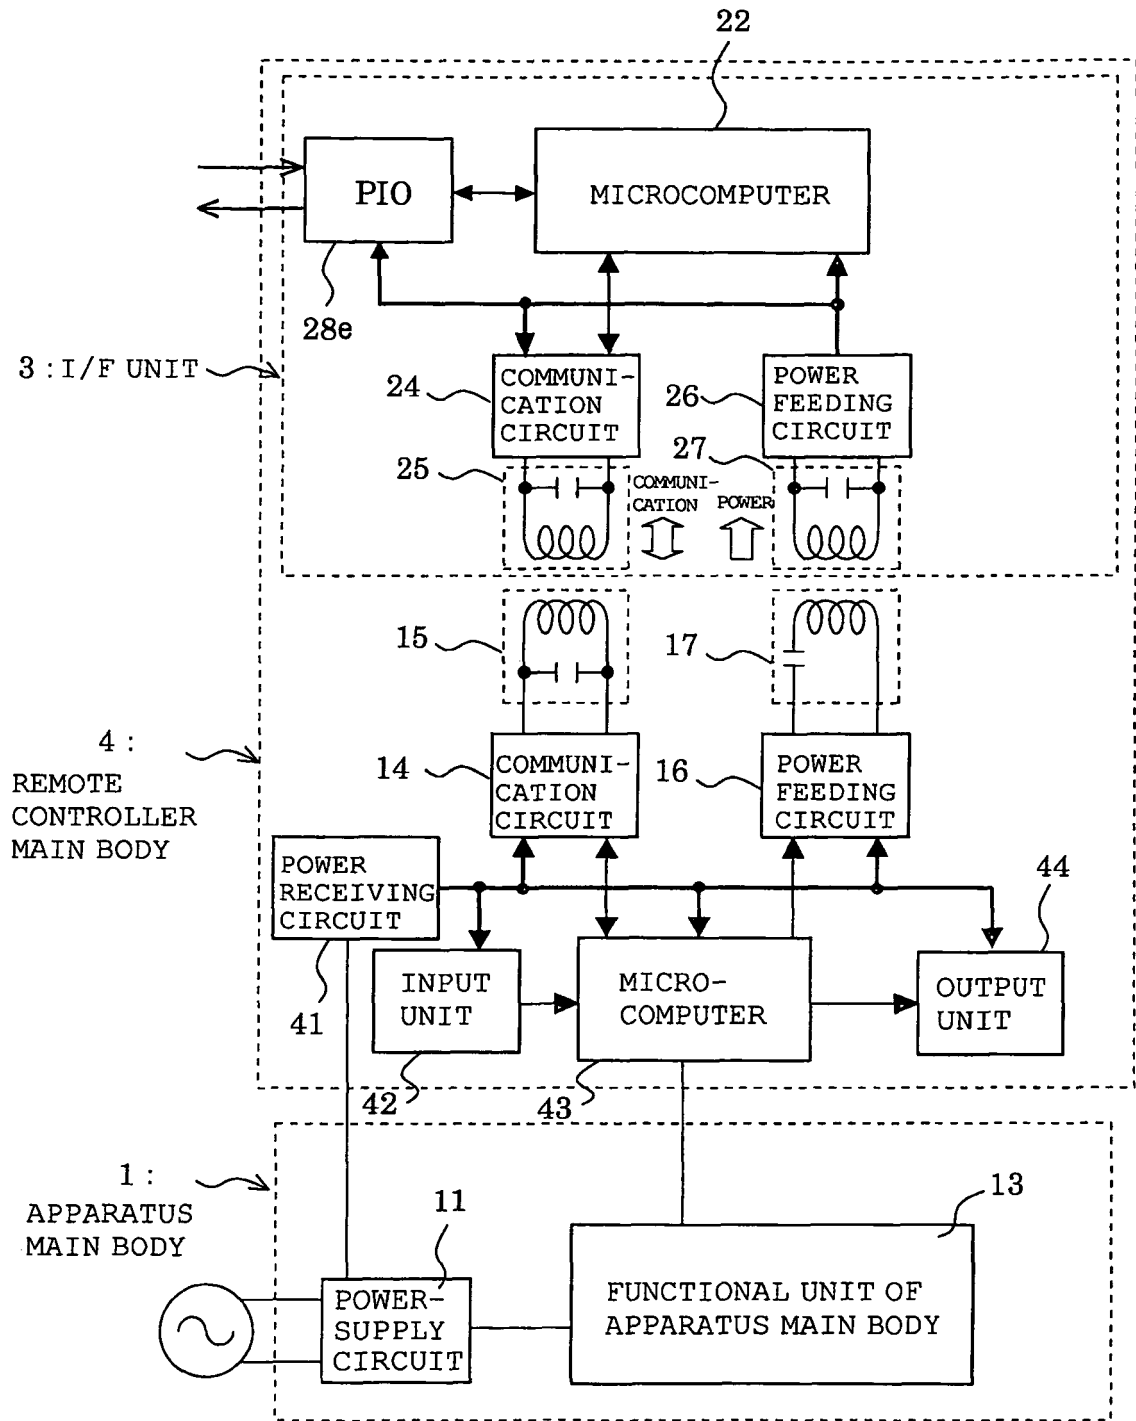 22
PIO
MICROCOMPUTER
28e
3 : I/F UNIT
24
COMMUNI-
CATION
CIRCUIT
26
POWER
FEEDING
CIRCUIT
25
COMMUNI-
CATION
POWER
27
15
17
4 :
REMOTE
CONTROLLER
MAIN BODY
14
COMMUNI-
CATION
CIRCUIT
16
POWER
FEEDING
CIRCUIT
POWER
RECEIVING
CIRCUIT
44
41
INPUT
UNIT
MICRO-
COMPUTER
OUTPUT
UNIT
42
43
1 :
APPARATUS
MAIN BODY
11
13
POWER-
SUPPLY
CIRCUIT
FUNCTIONAL UNIT OF
APPARATUS MAIN BODY